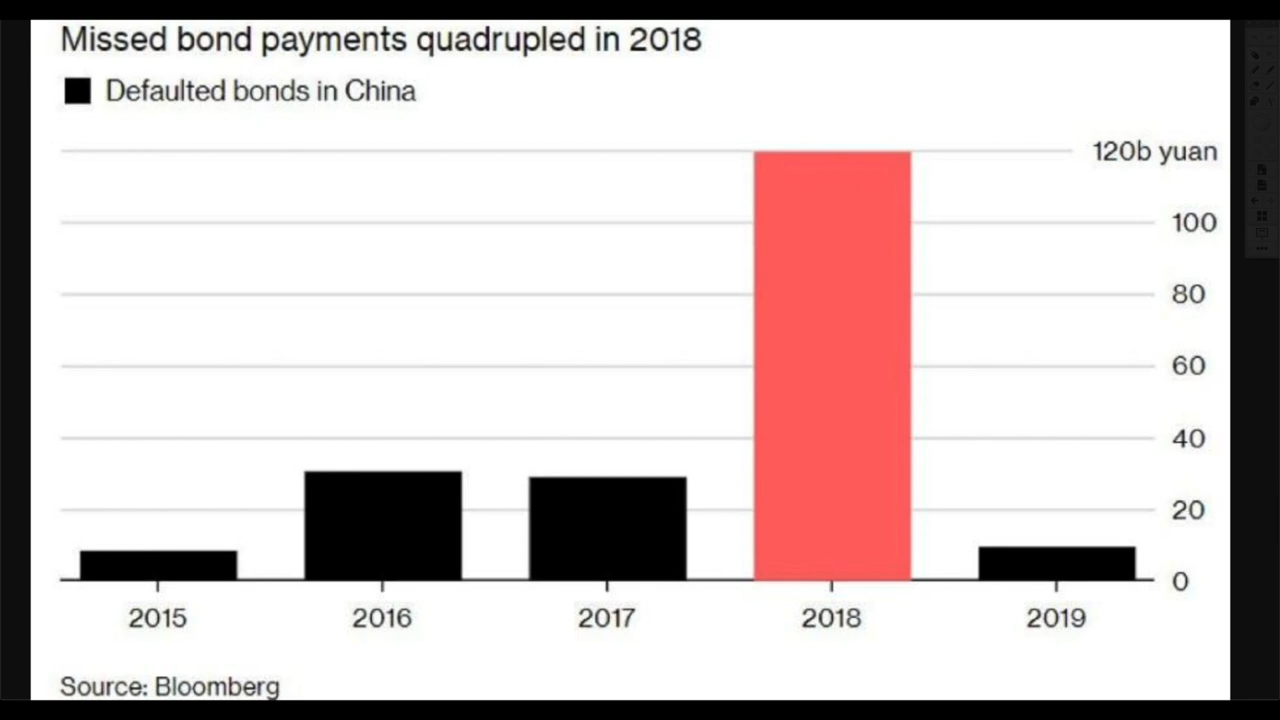 Missed bond payments quadrupled in 2018
Defaulted bonds in China
120b yuan
100
80
60
40
20
0
2015 2016 2017 2018 2019
Source: Bloomberg